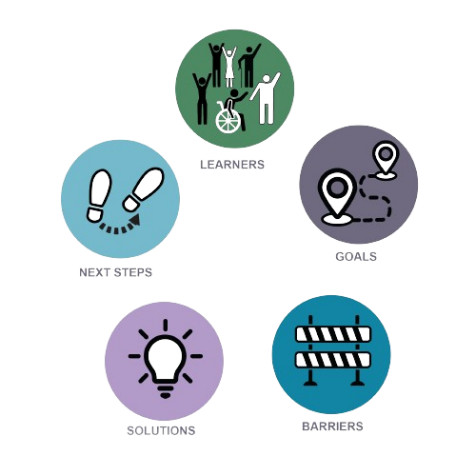 LEARNERS
GOALS
BARRIERS
SOLUTIONS
NEXT STEPS